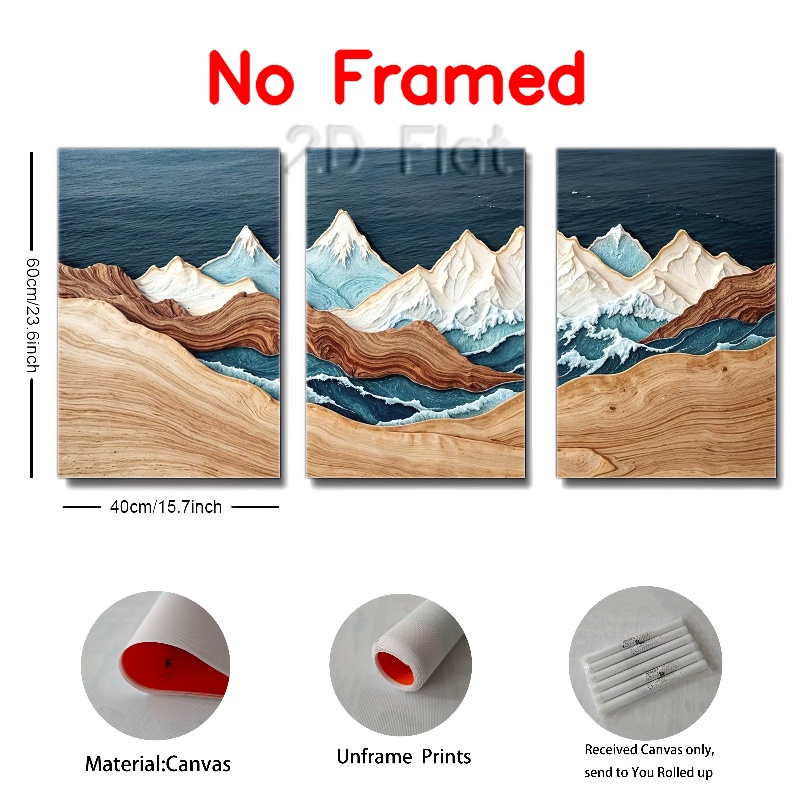 No Framed
2D Flat
60cm/23.6inch
40cm/15.7inch
Material:Canvas
Unframe Prints
Received Canvas only,
send to You Rolled up